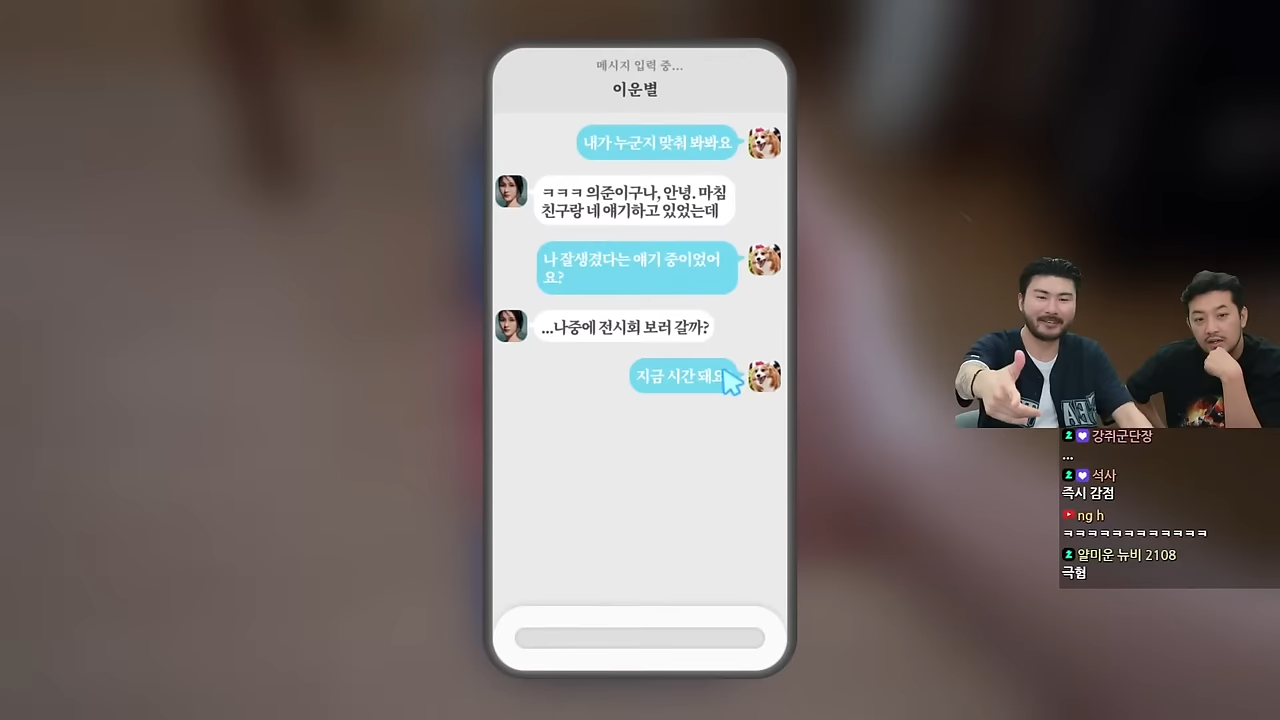 메시지 입력 중...
이운별
내가 누군지 맞춰 봐봐요
ㅋㅋㅋ 의준이구나, 안녕. 마침
친구랑 네 얘기하고 있었는데
나 잘생겼다는 얘기 중이었어
요?
...나중에 전시회 보러 갈까?
지금 시간 돼요
강쥐군단장
...
석사
즉시 감점
ng h
ㅋㅋㅋㅋㅋㅋㅋㅋㅋㅋㅋㅋ
얄미운 뉴비 2108
극혐